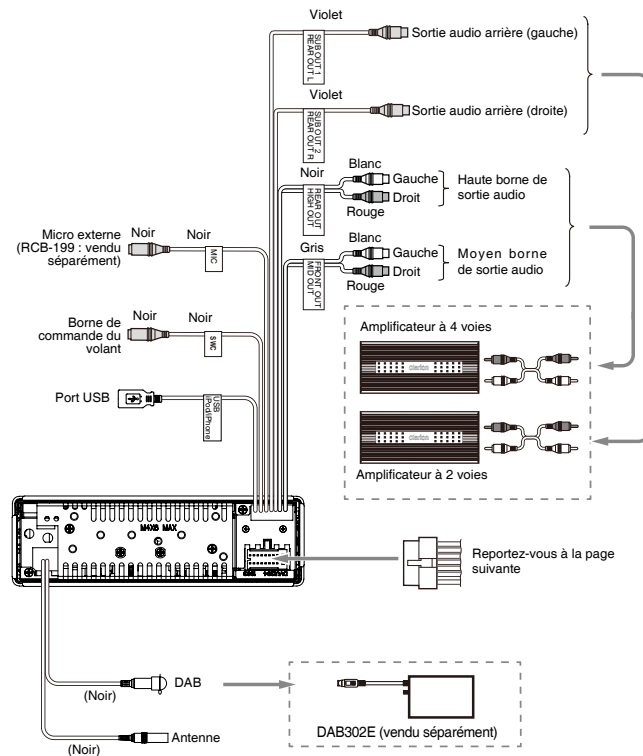 Violet
SUB OUT 1
REAR OUT L
Sortie audio arrière (gauche)
Violet
SUB OUT 2
REAR OUT R
Sortie audio arrière (droite)
Noir
REAR OUT
HIGH OUT
Blanc
Gauche
Droit
Rouge
Haute borne de
sortie audio
Gris
FRONT OUT
MID OUT
Blanc
Gauche
Droit
Rouge
Moyen borne
de sortie audio
Micro externe
(RCB-199 : vendu
séparément)
Noir
Noir
MIC
Borne de
commande du
volant
Noir
Noir
SWC
Port USB
USB
iPod/iPhone
Amplificateur à 4 voies
clarion
clarion
Amplificateur à 2 voies
M4X6 MAX
Reportez-vous à la page
suivante
DAB
(Noir)
Antenne
(Noir)
DAB302E (vendu séparément)